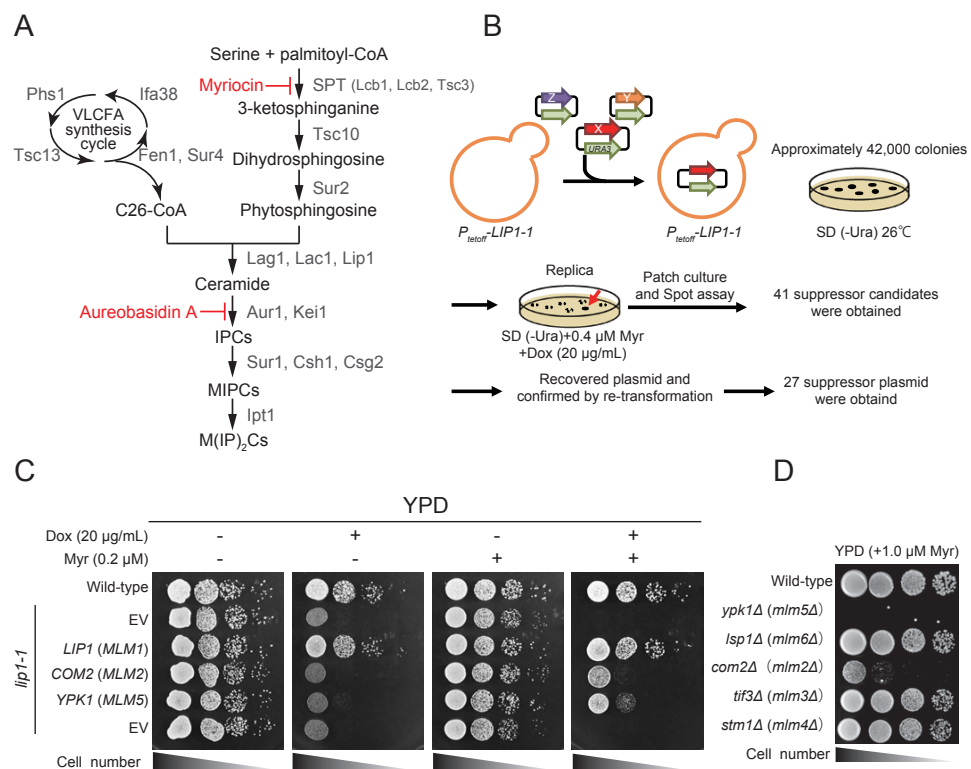 A
Serine + palmitoyl-CoA
Myriocin
SPT (Lcb1, Lcb2, Tsc3)
3-ketosphinganine
Phs1
Ifa38
VLCFA
synthesis
cycle
Tsc13
Fen1, Sur4
Tsc10
Dihydrosphingosine
Sur2
C26-CoA
Phytosphingosine
Lag1, Lac1, Lip1
Ceramide
Aureobasidin A
Aur1, Kei1
IPCs
Sur1, Csh1, Csg2
MIPCs
Ipt1
M(IP)₂Cs
B
Z
Y
X
URA3
Approximately 42,000 colonies
P_tetoff-LIP1-1
P_tetoff-LIP1-1
SD (-Ura) 26℃
Replica
Patch culture
and Spot assay
SD (-Ura)+0.4 μM Myr
+Dox (20 μg/mL)
41 suppressor candidates
were obtained
Recovered plasmid and
confirmed by re-transformation
27 suppressor plasmid
were obtaind
C
YPD
Dox (20 μg/mL) - + - +
Myr (0.2 μM) - - + +
Wild-type
EV
LIP1 (MLM1)
COM2 (MLM2)
YPK1 (MLM5)
EV
lip1-1
Cell number
D
YPD (+1.0 μM Myr)
Wild-type
ypk1Δ (mlm5Δ)
lsp1Δ (mlm6Δ)
com2Δ (mlm2Δ)
tif3Δ (mlm3Δ)
stm1Δ (mlm4Δ)
Cell number